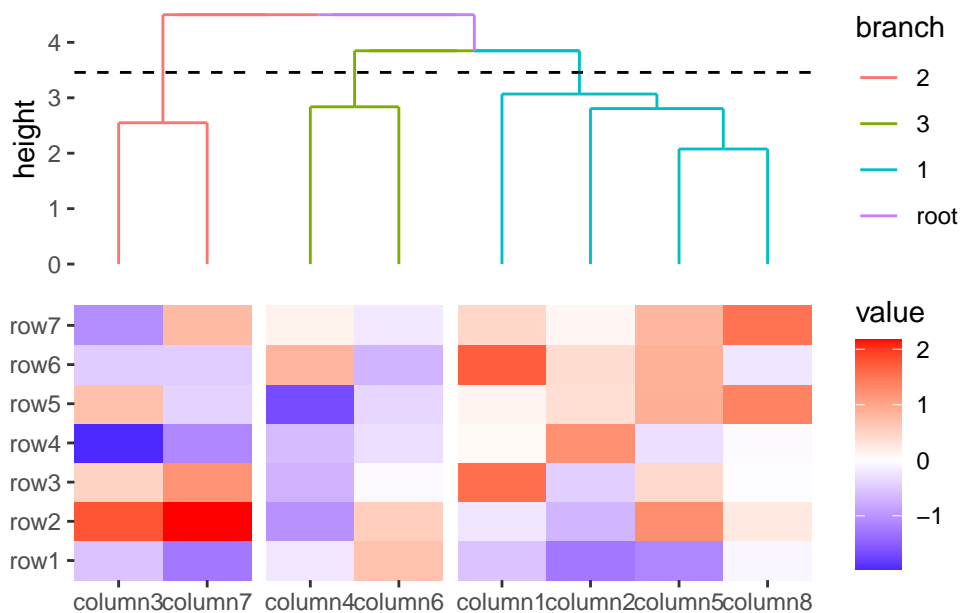 height
4
3
2
1
0
branch
2
3
1
root
row7
row6
row5
row4
row3
row2
row1
column3 column7 column4 column6 column1 column2 column5 column8
value
2
1
0
−1